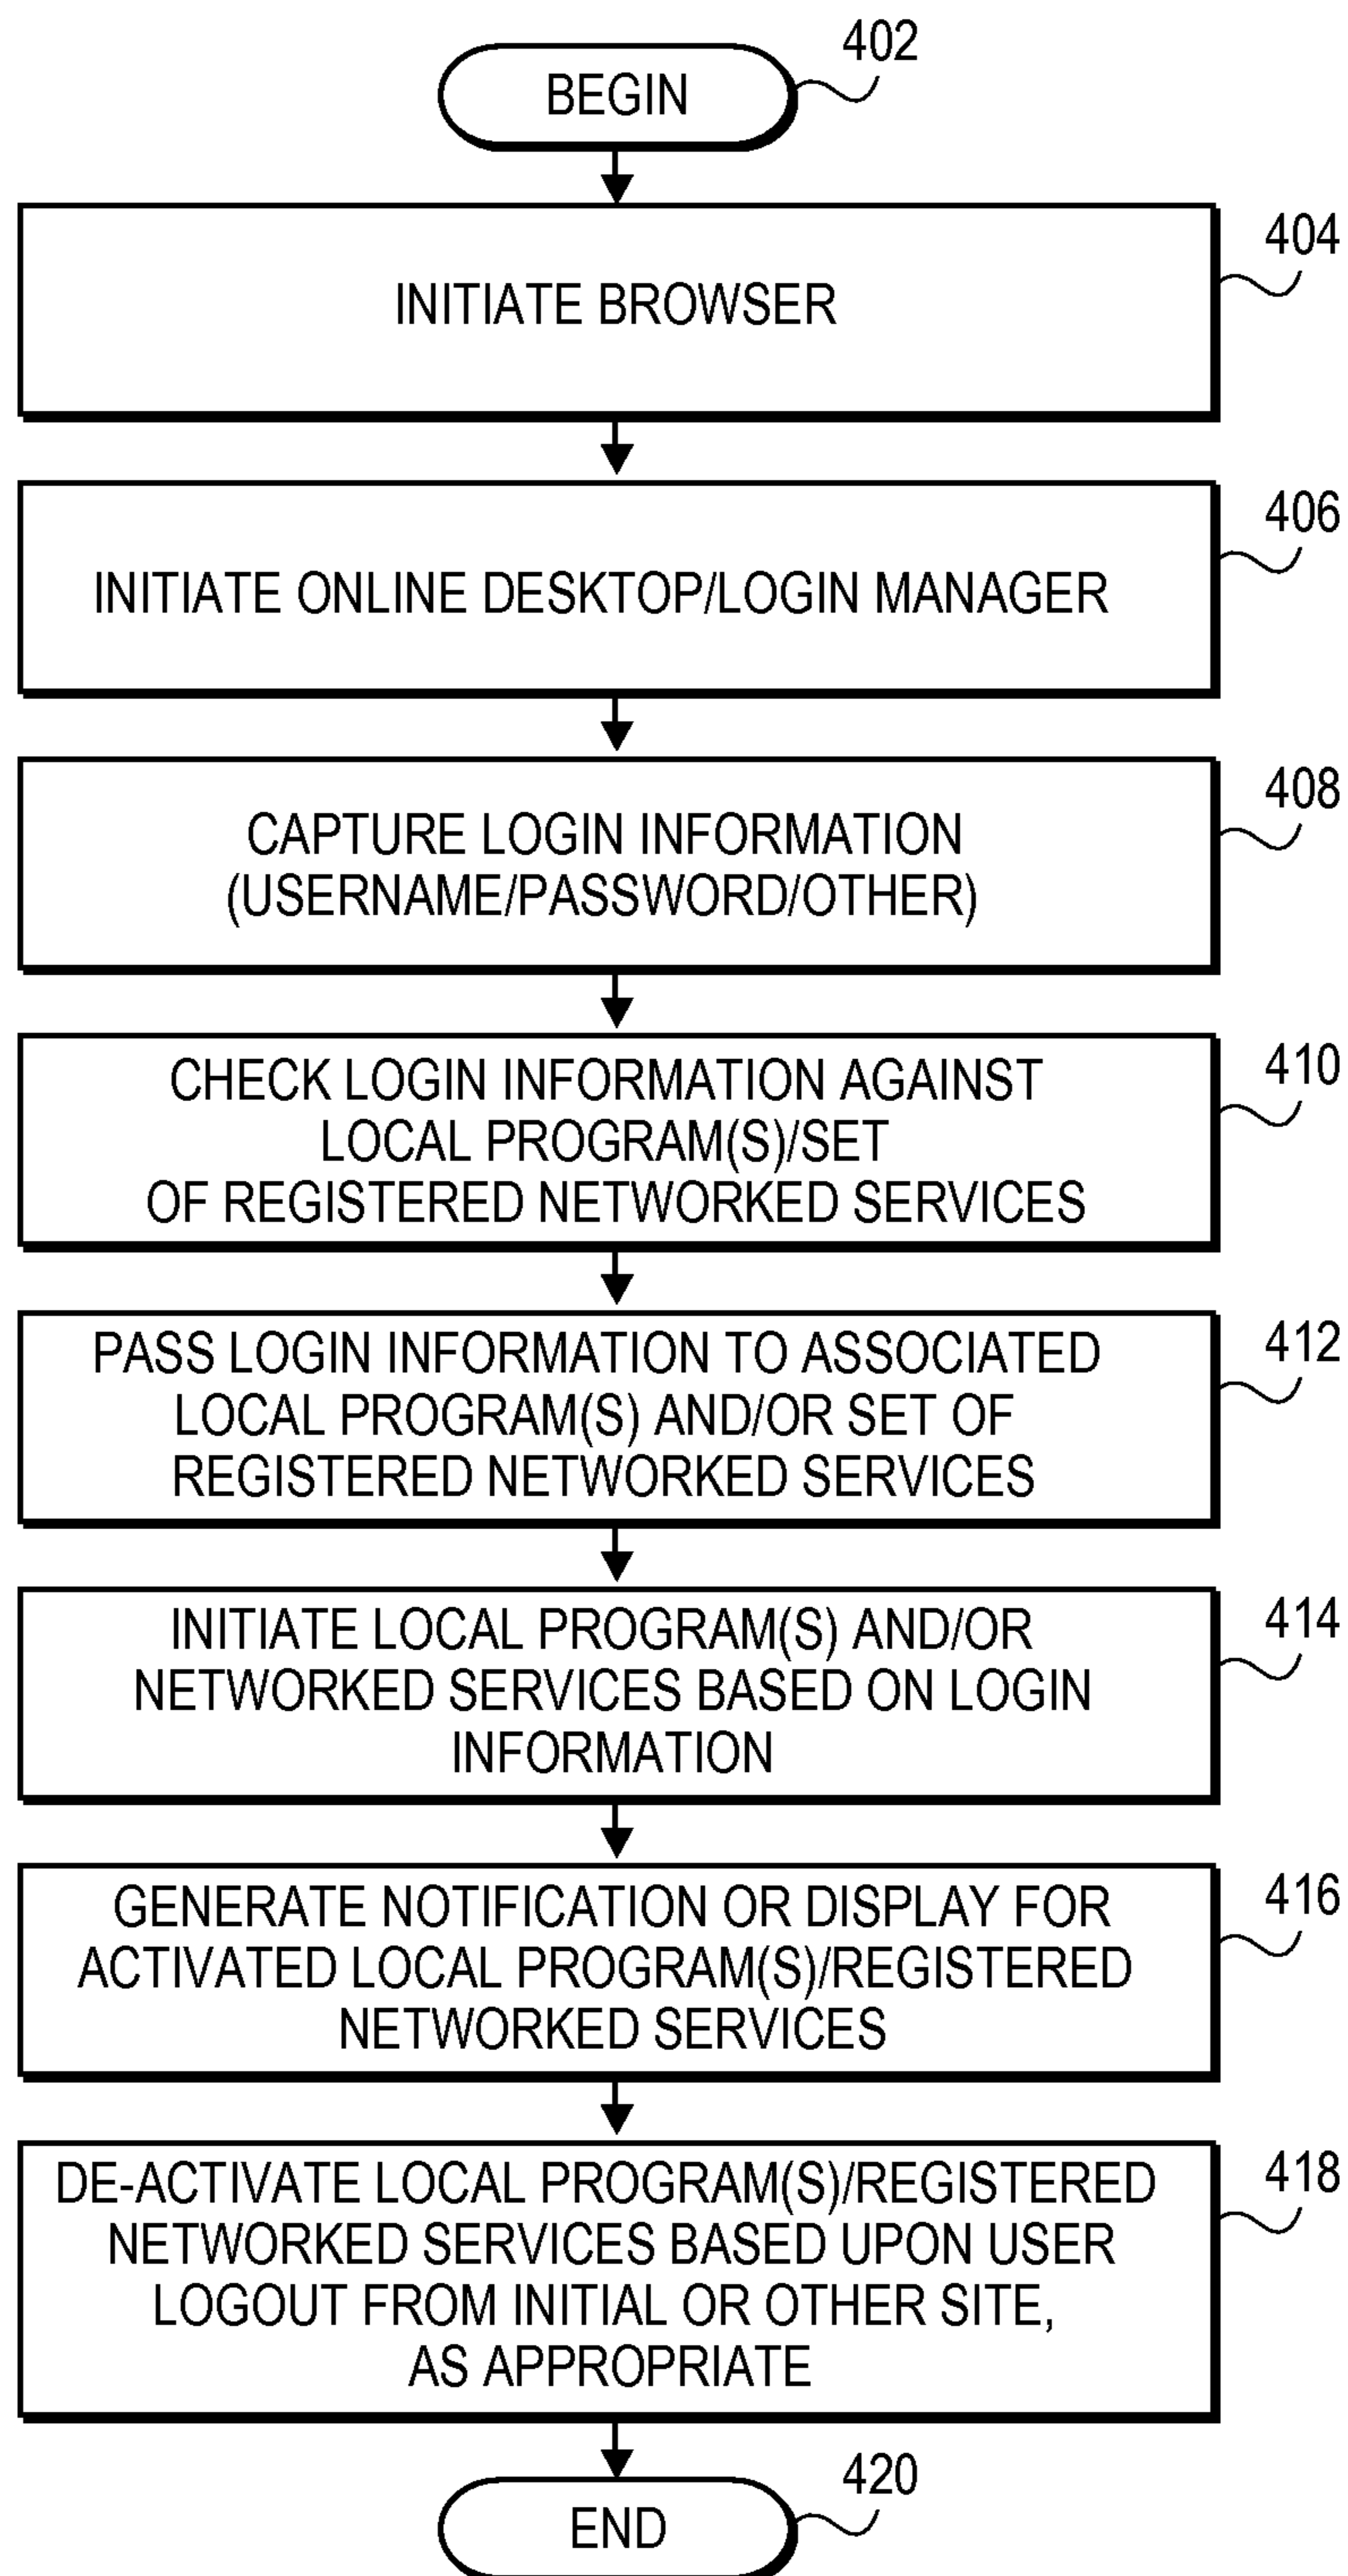 402
BEGIN
404
INITIATE BROWSER
406
INITIATE ONLINE DESKTOP/LOGIN MANAGER
408
CAPTURE LOGIN INFORMATION
(USERNAME/PASSWORD/OTHER)
410
CHECK LOGIN INFORMATION AGAINST
LOCAL PROGRAM(S)/SET
OF REGISTERED NETWORKED SERVICES
412
PASS LOGIN INFORMATION TO ASSOCIATED
LOCAL PROGRAM(S) AND/OR SET OF
REGISTERED NETWORKED SERVICES
414
INITIATE LOCAL PROGRAM(S) AND/OR
NETWORKED SERVICES BASED ON LOGIN
INFORMATION
416
GENERATE NOTIFICATION OR DISPLAY FOR
ACTIVATED LOCAL PROGRAM(S)/REGISTERED
NETWORKED SERVICES
418
DE-ACTIVATE LOCAL PROGRAM(S)/REGISTERED
NETWORKED SERVICES BASED UPON USER
LOGOUT FROM INITIAL OR OTHER SITE,
AS APPROPRIATE
420
END